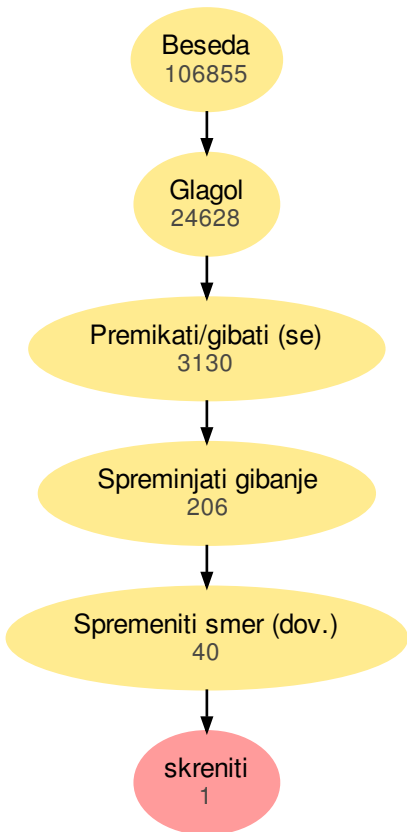 Beseda
106855
Glagol
24628
Premikati/gibati (se)
3130
Spreminjati gibanje
206
Spremeniti smer (dov.)
40
skreniti
1